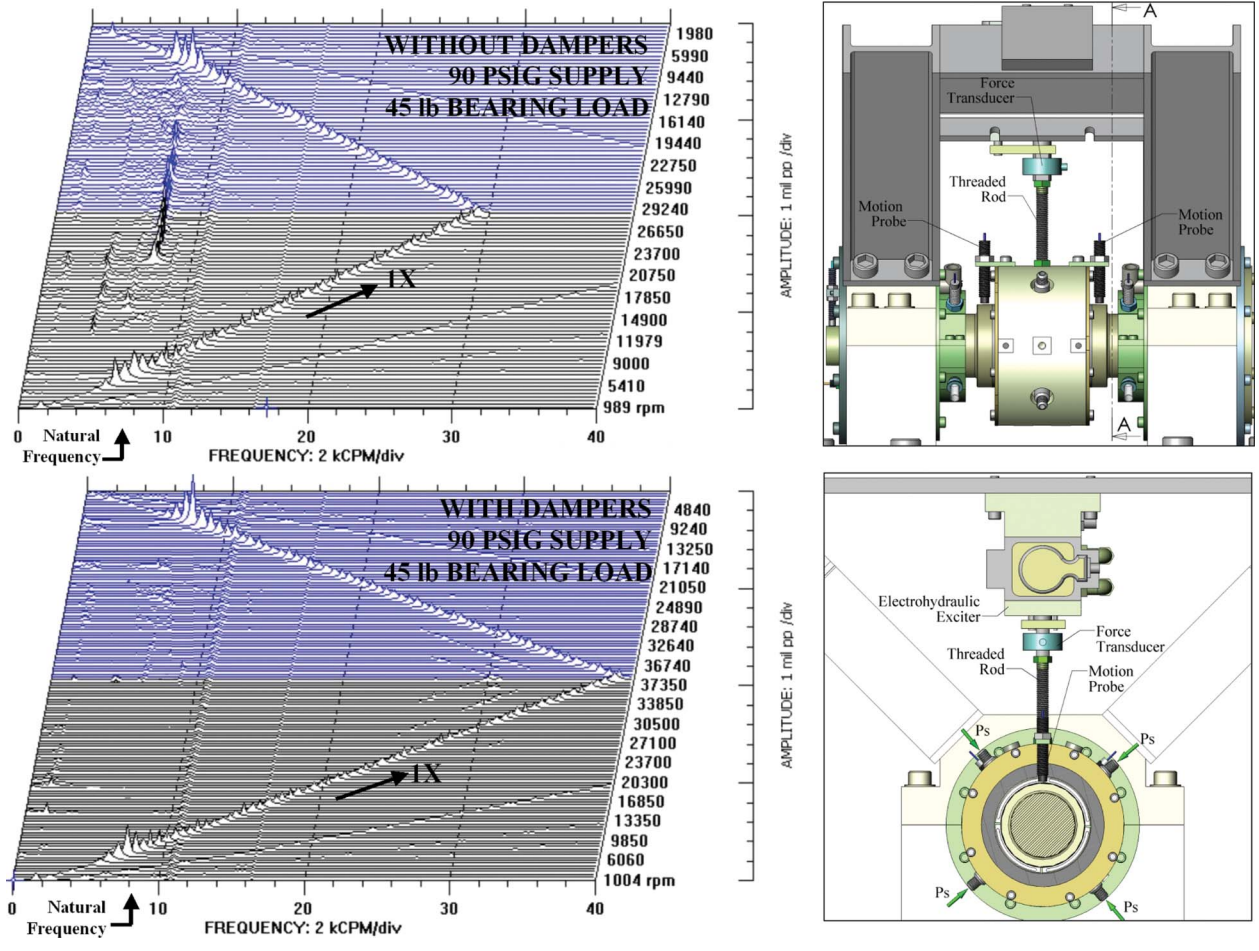 WITHOUT DAMPERS
90 PSIG SUPPLY
45 lb BEARING LOAD
1980
5990
9440
12790
16140
19440
22750
25990
29240
26650
23700
20750
17850
14900
11979
9000
5410
989 rpm
1X
AMPLITUDE: 1 mil pp /div
0
10
20
30
40
Natural
Frequency
FREQUENCY: 2 kCPM/div
A
Force
Transducer
Threaded
Rod
Motion
Probe
Motion
Probe
A
WITH DAMPERS
90 PSIG SUPPLY
45 lb BEARING LOAD
4840
9240
13250
17140
21050
24890
28740
32640
36740
37350
33850
30500
27100
23700
20300
16850
13350
9850
6060
1004 rpm
1X
AMPLITUDE: 1 mil pp /div
0
10
20
30
40
Natural
Frequency
FREQUENCY: 2 kCPM/div
Electrohydraulic
Exciter
Force
Transducer
Threaded
Rod
Motion
Probe
Ps
Ps
Ps
Ps